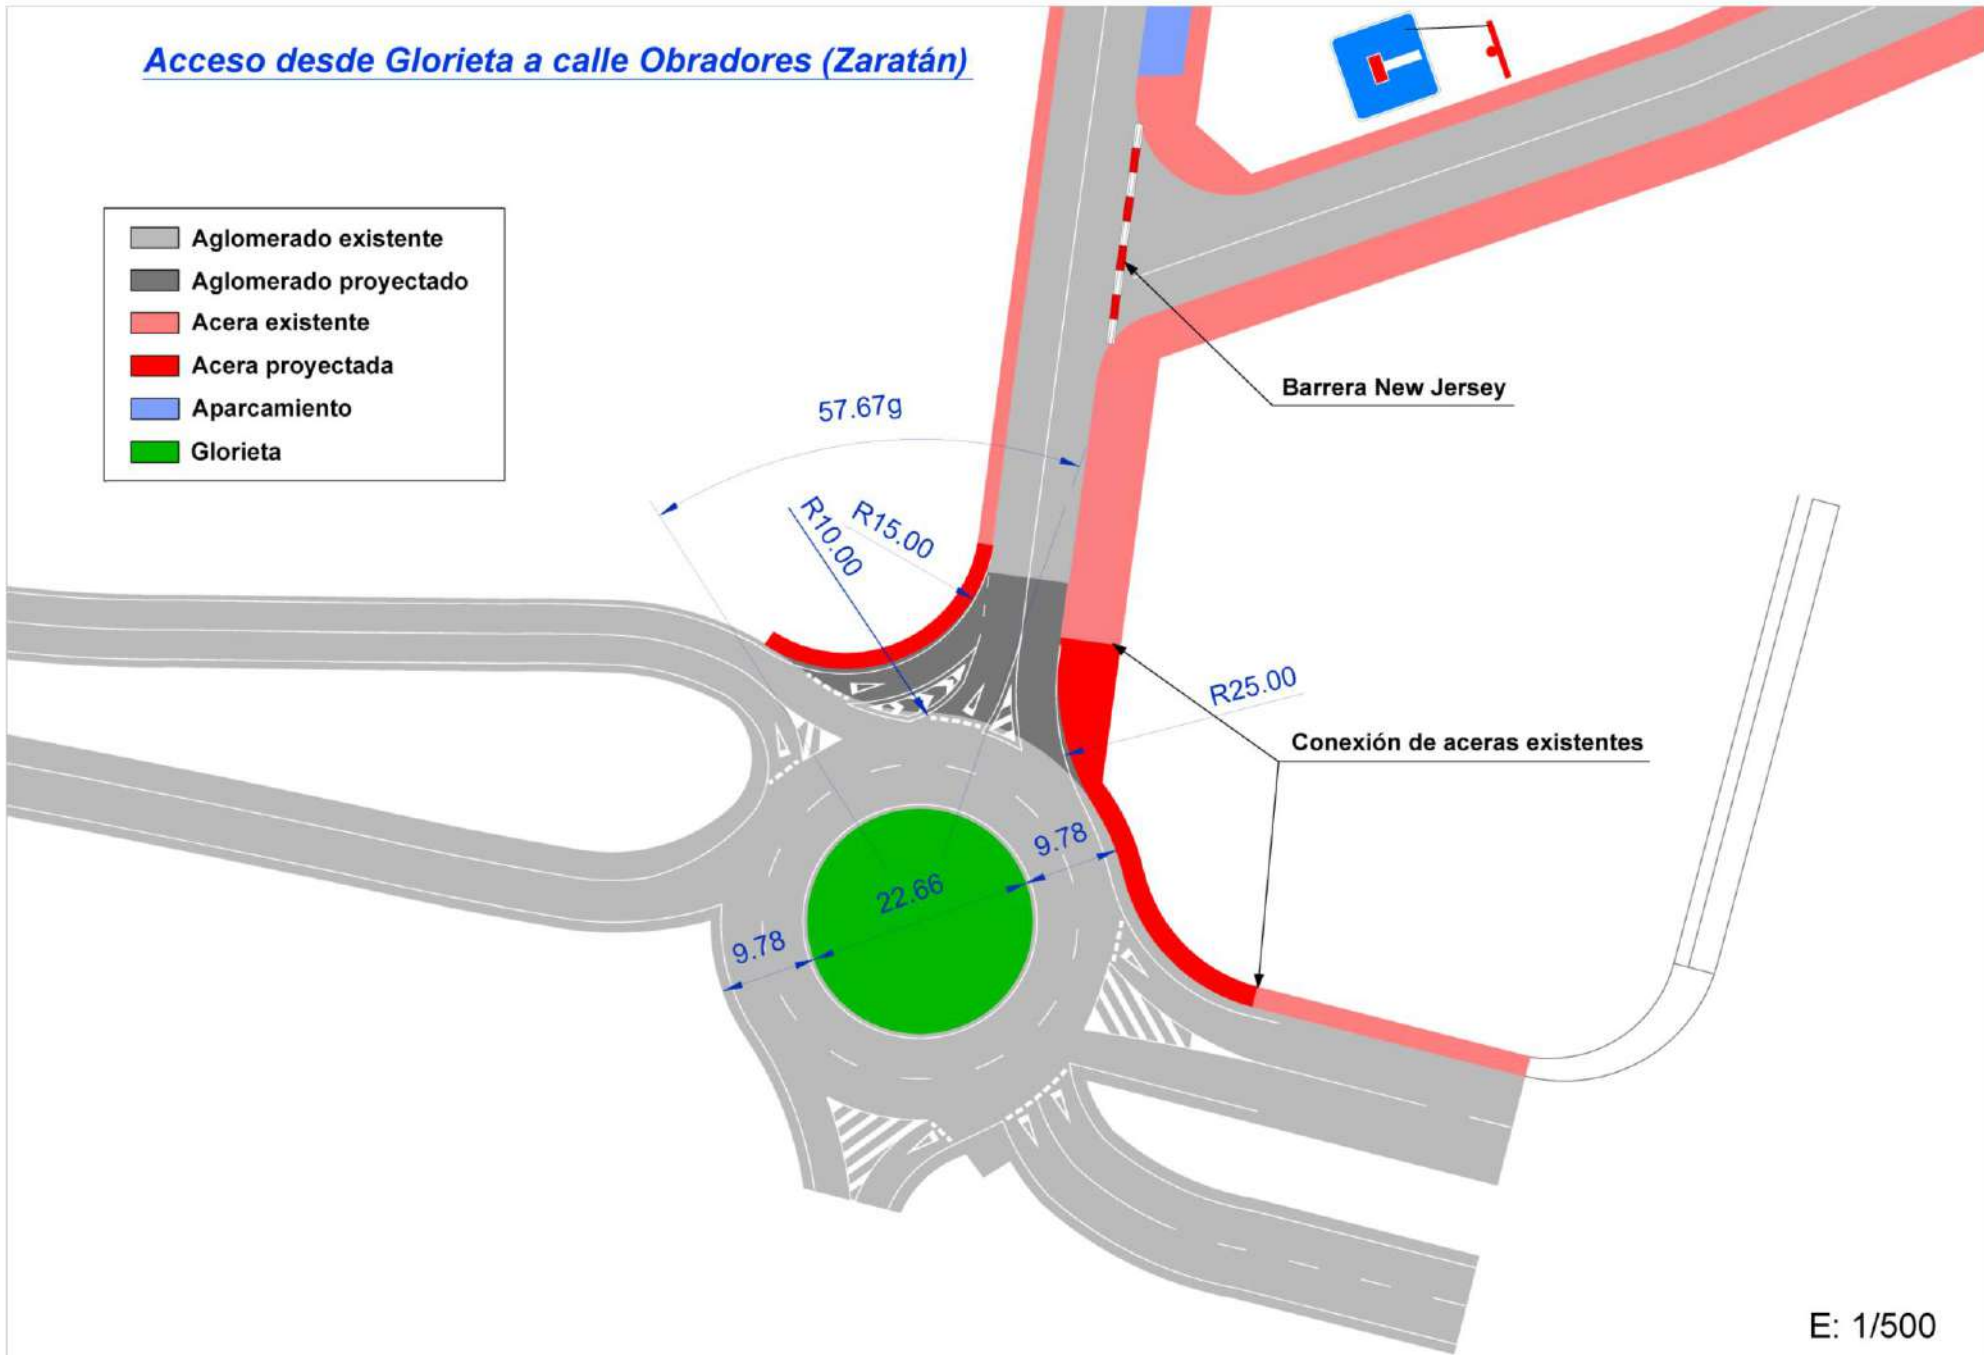 Acceso desde Glorieta a calle Obradores (Zaratán)
Aglomerado existente
Aglomerado proyectado
Acera existente
Acera proyectada
Aparcamiento
Glorieta
Barrera New Jersey
57.67g
R10.00
R15.00
R25.00
Conexión de aceras existentes
9.78
22.66
9.78
E: 1/500